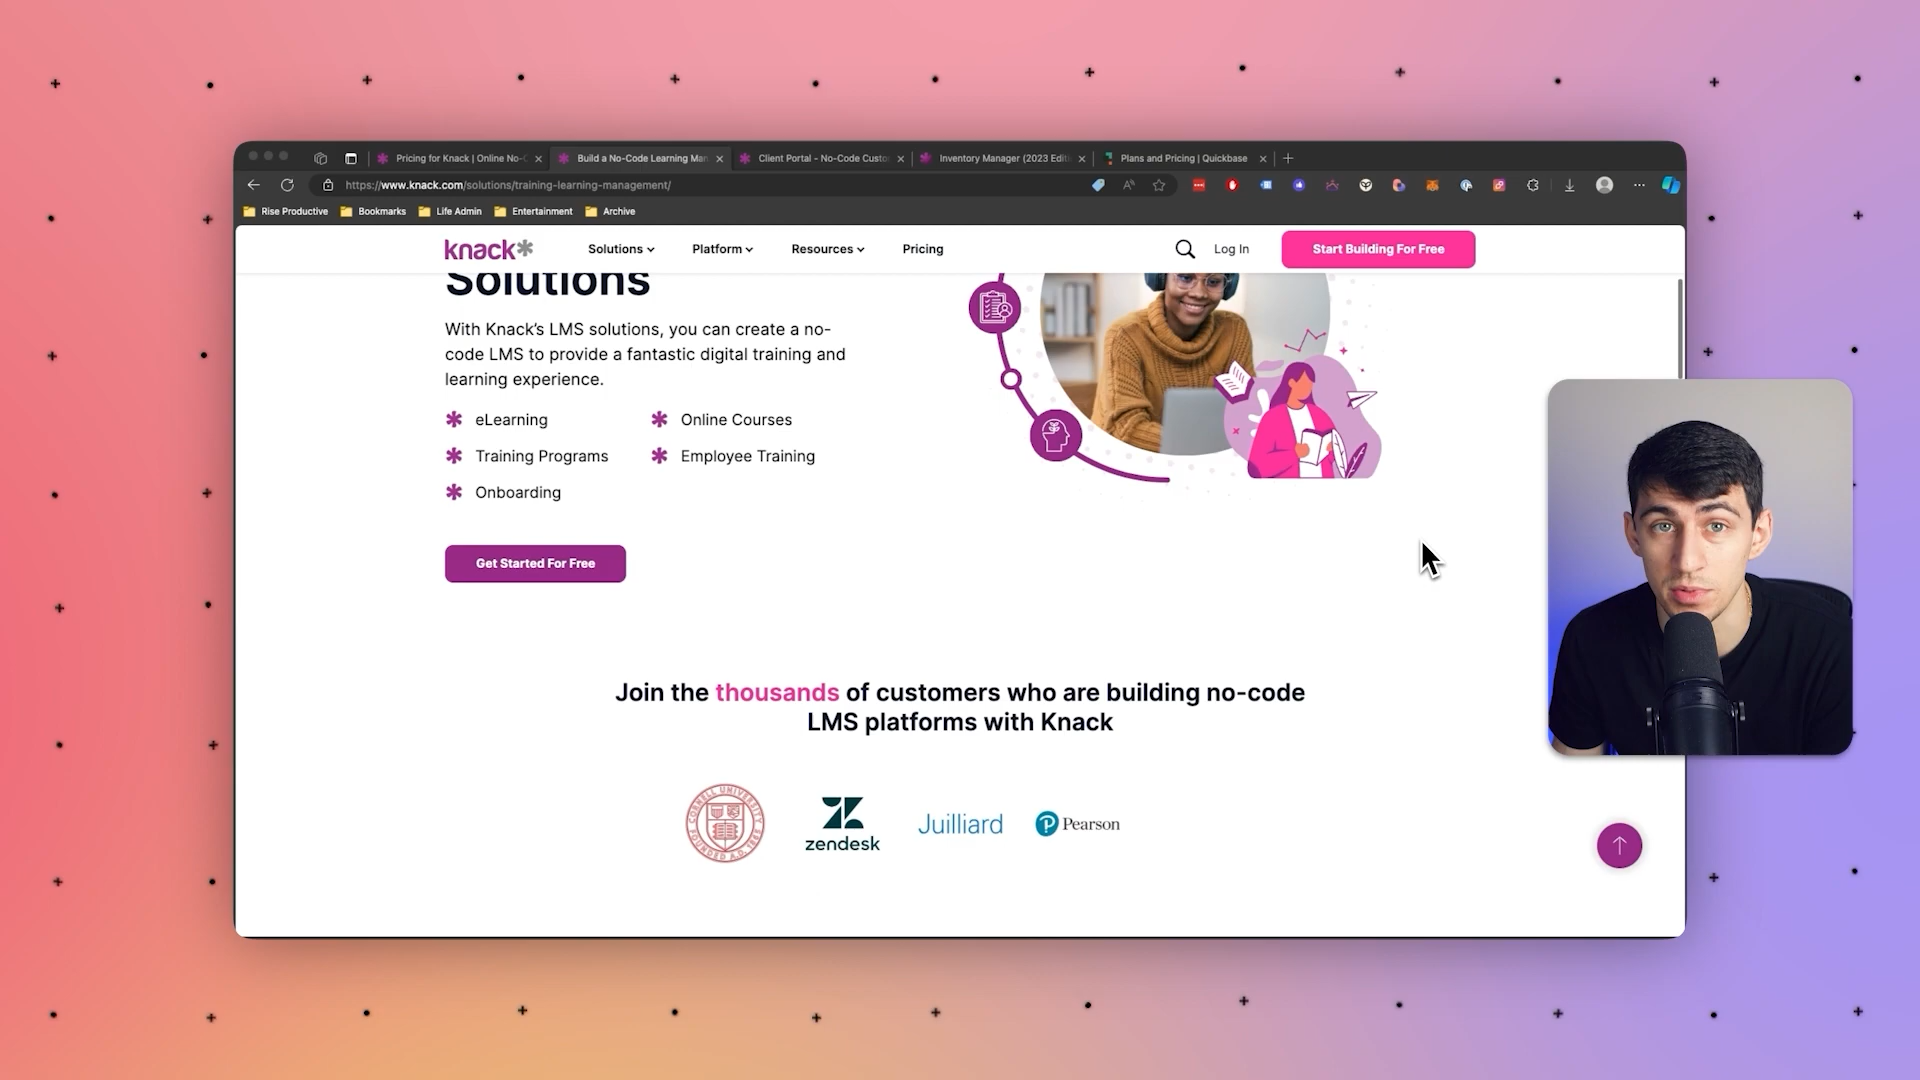 Pricing for Knack | Online No-C
Build a No-Code Learning Man
Client Portal - No-Code Custo
Inventory Manager (2023 Editi
Plans and Pricing | Quickbase
https://www.knack.com/solutions/training-learning-management/
Rise Productive
Bookmarks
Life Admin
Entertainment
Archive
knack
Solutions
Platform
Resources
Pricing
Log In
Start Building For Free
Solutions
With Knack's LMS solutions, you can create a no-
code LMS to provide a fantastic digital training and
learning experience.
eLearning
Online Courses
Training Programs
Employee Training
Onboarding
Get Started For Free
Join the thousands of customers who are building no-code
LMS platforms with Knack
CORNELL UNIVERSITY
FOUNDED A.D. 1865
zendesk
Juilliard
Pearson